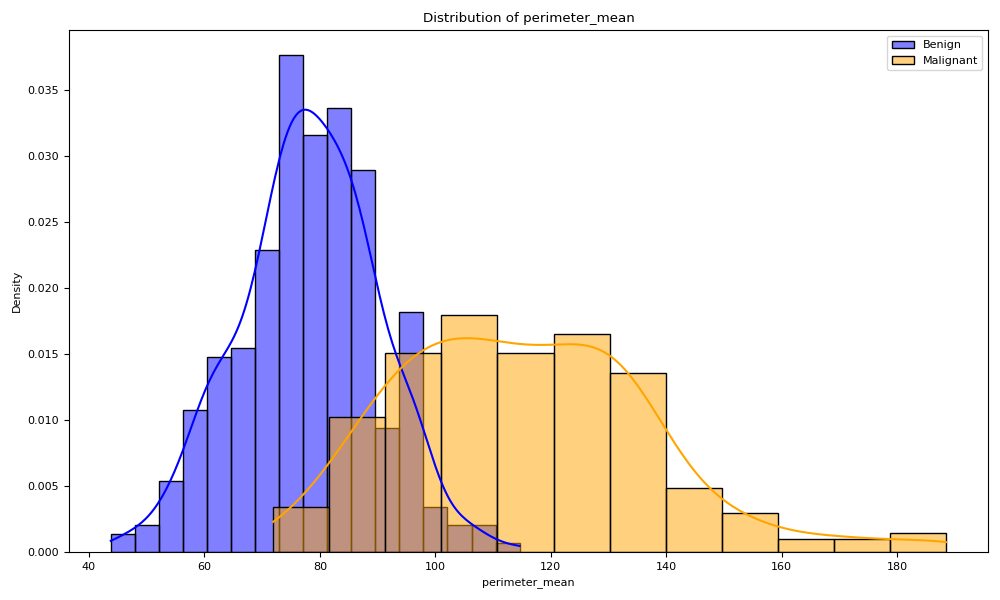 Distribution of perimeter_mean
Benign
Malignant
Density
0.035
0.030
0.025
0.020
0.015
0.010
0.005
0.000
40 60 80 100 120 140 160 180
perimeter_mean